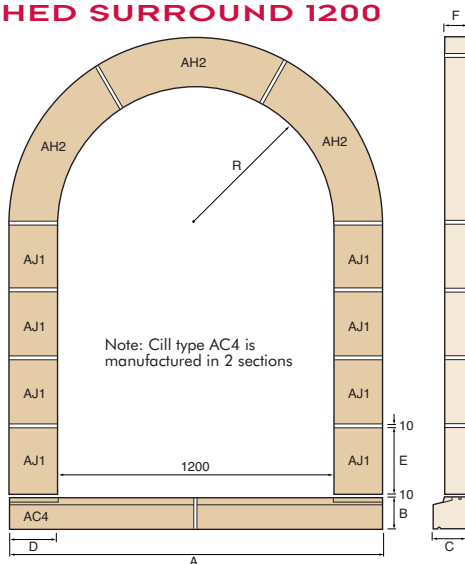 HED SURROUND 1200
F
AH2
AH2
AH2
R
AJ1
AJ1
AJ1
AJ1
Note: Cill type AC4 is
manufactured in 2 sections
AJ1
AJ1
10
AJ1
1200
AJ1
E
10
AC4
B
D
A
C